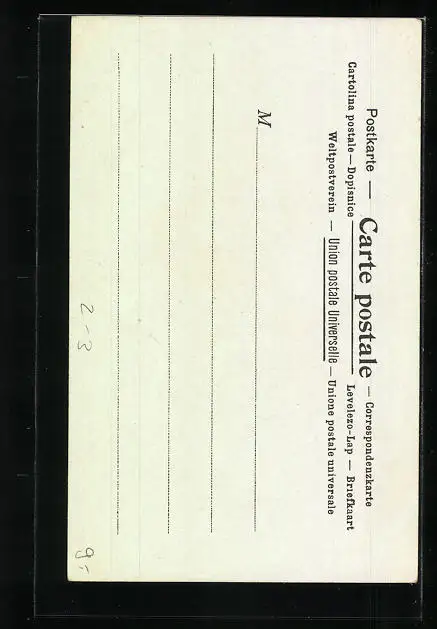 Postkarte — Carte postale — Correspondenzkarte
Cartolina postale — Dopisnice Levelezo-Lap — Briefkaart
Weltpostverein — Union postale Universelle — Unione postale universale
M
2-3
9,-